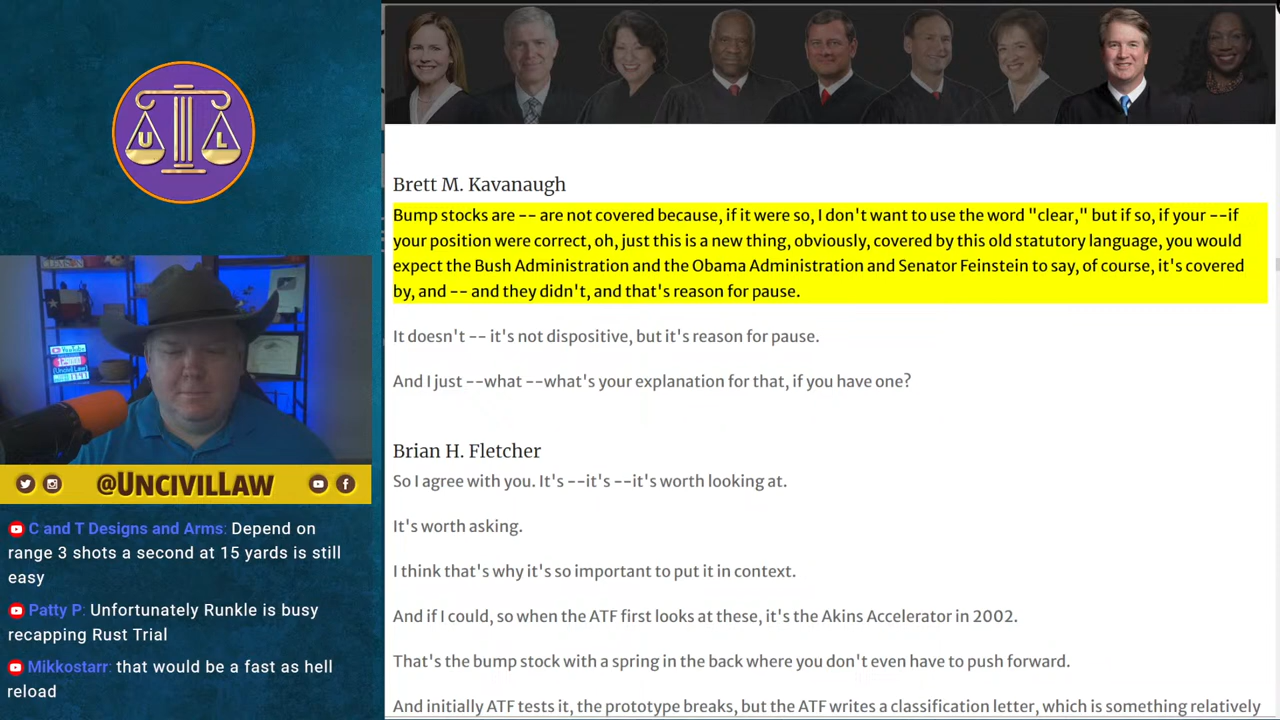 U L
@UNCIVILLAW
C and T Designs and Arms: Depend on
range 3 shots a second at 15 yards is still
easy
Patty P: Unfortunately Runkle is busy
recapping Rust Trial
Mikkostarr: that would be a fast as hell
reload
Brett M. Kavanaugh
Bump stocks are -- are not covered because, if it were so, I don't want to use the word "clear," but if so, if your --if
your position were correct, oh, just this is a new thing, obviously, covered by this old statutory language, you would
expect the Bush Administration and the Obama Administration and Senator Feinstein to say, of course, it's covered
by, and -- and they didn't, and that's reason for pause.
It doesn't -- it's not dispositive, but it's reason for pause.
And I just --what --what's your explanation for that, if you have one?
Brian H. Fletcher
So I agree with you. It's --it's --it's worth looking at.
It's worth asking.
I think that's why it's so important to put it in context.
And if I could, so when the ATF first looks at these, it's the Akins Accelerator in 2002.
That's the bump stock with a spring in the back where you don't even have to push forward.
And initially ATF tests it, the prototype breaks, but the ATF writes a classification letter, which is something relatively